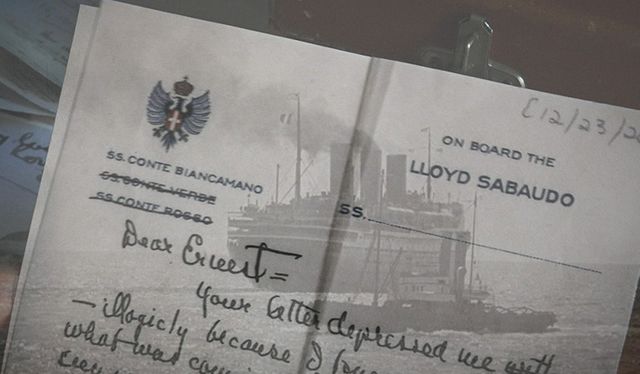 [12/23/2
ON BOARD THE
LLOYD SABAUDO
SS. CONTE BIANCAMANO
SS. CONTE VERDE
SS. CONTE ROSSO
SS.
Dear Ernest =
Your letter depressed me
— illogicly because I
what was